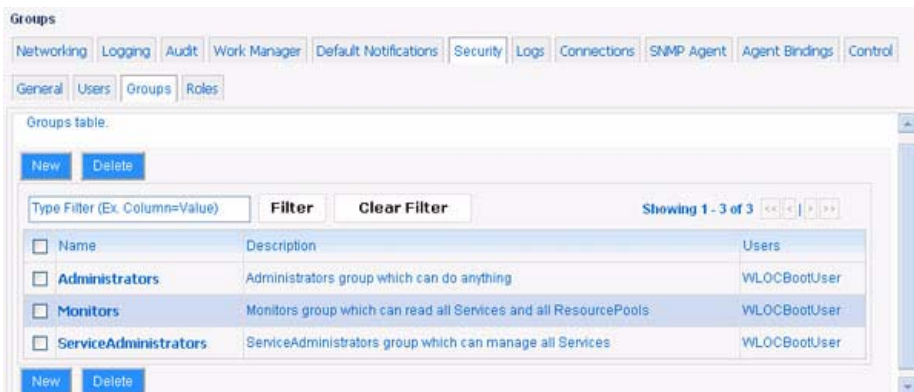 Groups
Networking Logging Audit Work Manager Default Notifications Security Logs Connections SNMP Agent Agent Bindings Control
General Users Groups Roles
Groups table.
New Delete
Type Filter (Ex. Column=Value) Filter Clear Filter Showing 1 - 3 of 3 << < | > >>
Name Description Users
Administrators Administrators group which can do anything WLOCBootUser
Monitors Monitors group which can read all Services and all ResourcePools WLOCBootUser
ServiceAdministrators ServiceAdministrators group which can manage all Services WLOCBootUser
New Delete